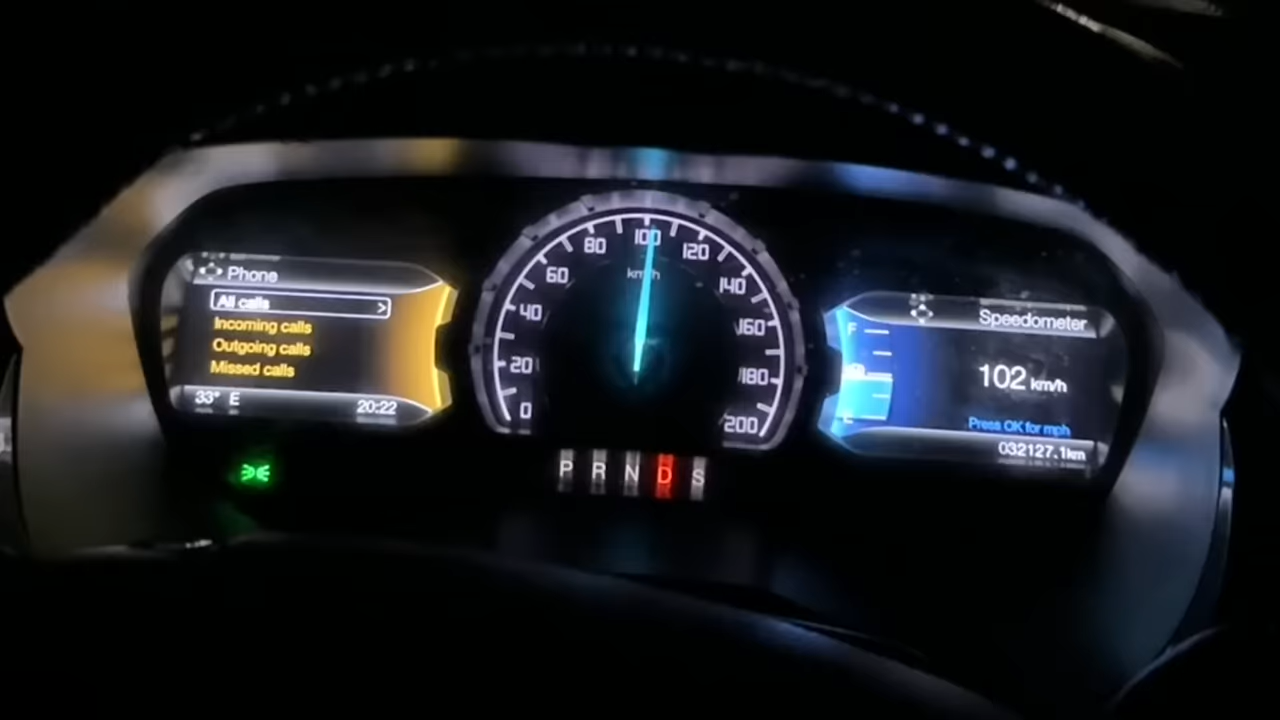 Phone
All calls >
Incoming calls
Outgoing calls
Missed calls
33° E 20:22
0
20
40
60
80
100
120
140
160
180
200
km/h
P R N D S
Speedometer
F
102 km/h
E
Press OK for mph
032127.1km